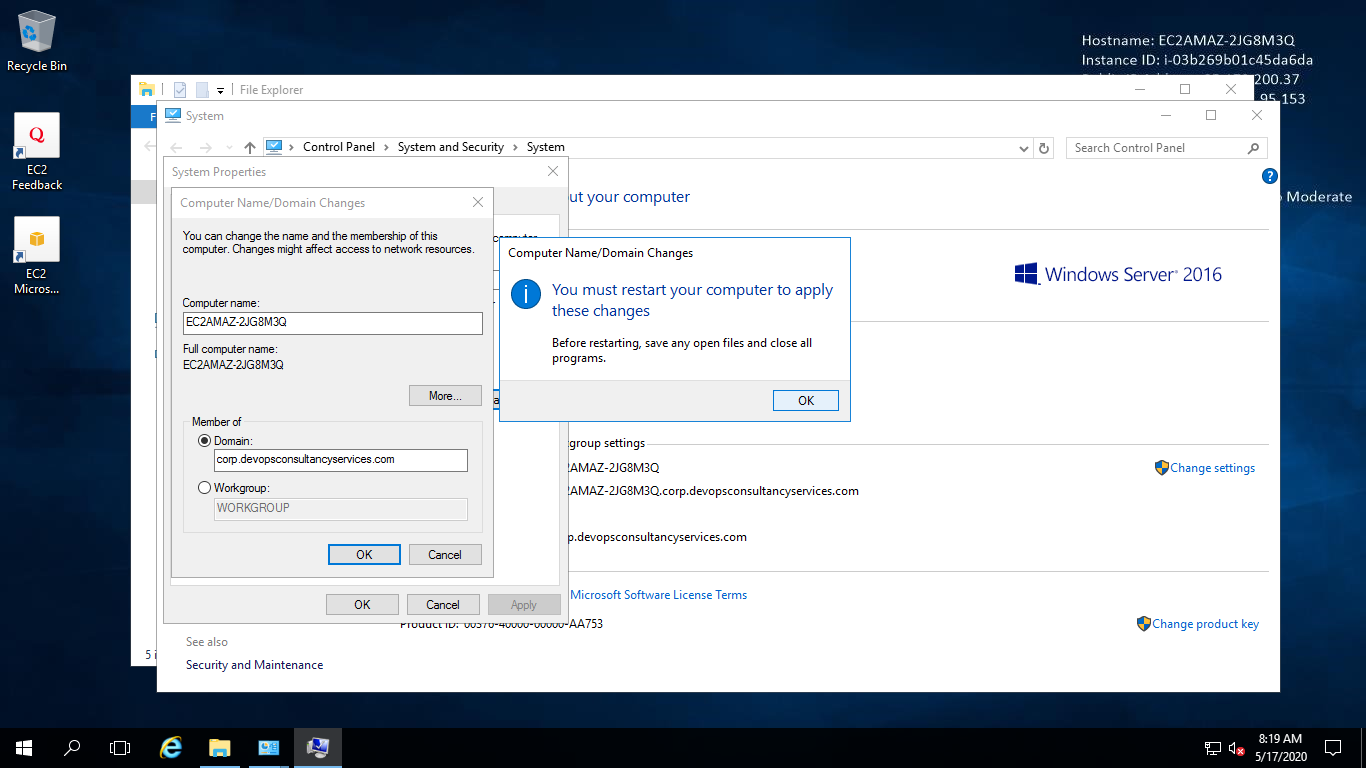 Recycle Bin
EC2
Feedback
EC2
Micros...
Hostname: EC2AMAZ-2JG8M3Q
Instance ID: i-03b269b01c45da6da
200.37
95-153
Moderate
File Explorer
F
System
Control Panel
System and Security
System
Search Control Panel
ut your computer
Windows Server 2016
System Properties
Computer Name/Domain Changes
You can change the name and the membership of this
computer. Changes might affect access to network resources.
Computer name:
EC2AMAZ-2JG8M3Q
Full computer name:
EC2AMAZ-2JG8M3Q
More...
Member of
Domain:
corp.devopsconsultancyservices.com
Workgroup:
WORKGROUP
OK
Cancel
OK
Cancel
Apply
Computer Name/Domain Changes
You must restart your computer to apply
these changes
Before restarting, save any open files and close all
programs.
OK
group settings
2AMAZ-2JG8M3Q
Change settings
2AMAZ-2JG8M3Q.corp.devopsconsultancyservices.com
p.devopsconsultancyservices.com
Microsoft Software License Terms
Product ID: 00376-40000-00000-AA753
Change product key
See also
Security and Maintenance
5 i
8:19 AM
5/17/2020